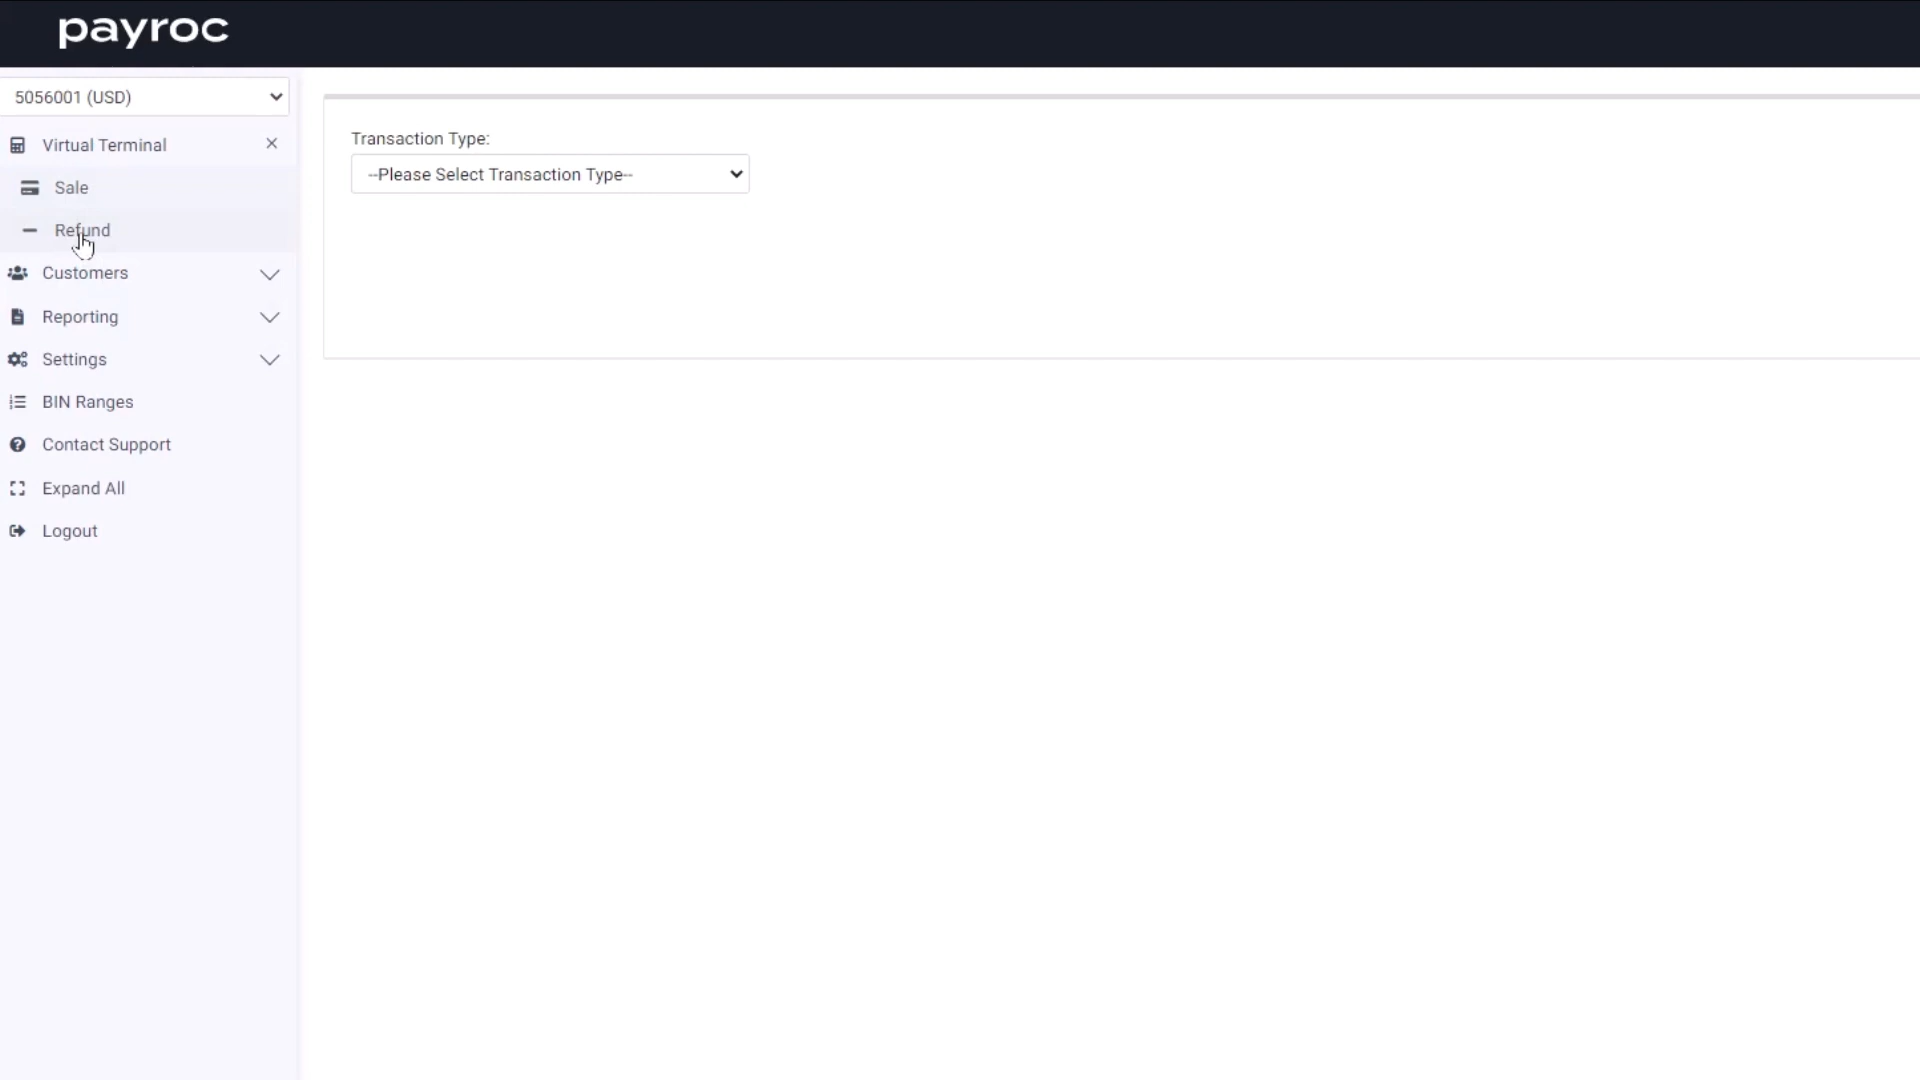 payroc
5056001 (USD)
Virtual Terminal
Sale
Refund
Customers
Reporting
Settings
BIN Ranges
Contact Support
Expand All
Logout
Transaction Type:
--Please Select Transaction Type--